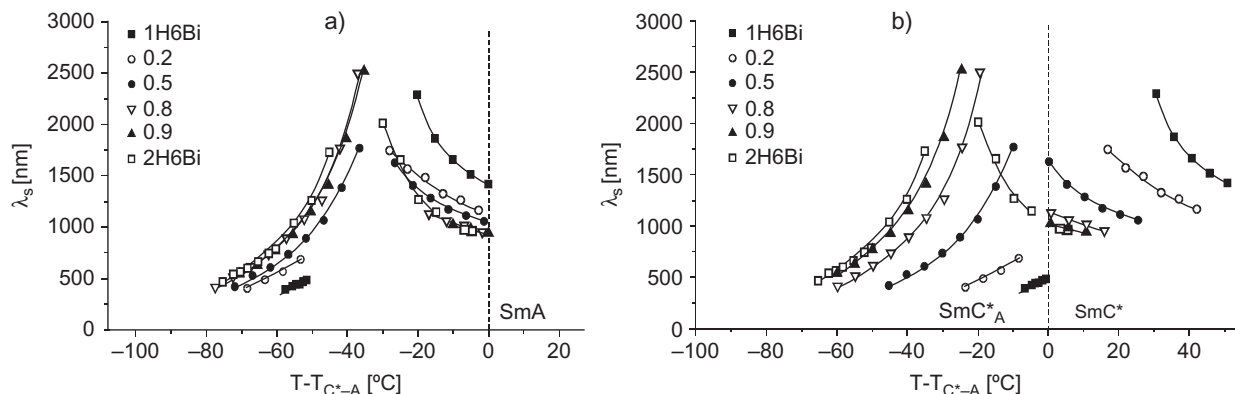 a)
3000
2500
2000
1500
1000
500
0
λs [nm]
1H6Bi
0.2
0.5
0.8
0.9
2H6Bi
SmA
–100 –80 –60 –40 –20 0 20
T-TC*–A [ºC]
b)
3000
2500
2000
1500
1000
500
0
λs [nm]
1H6Bi
0.2
0.5
0.8
0.9
2H6Bi
SmC*A SmC*
–100 –80 –60 –40 –20 0 20 40
T-TC*–A [ºC]